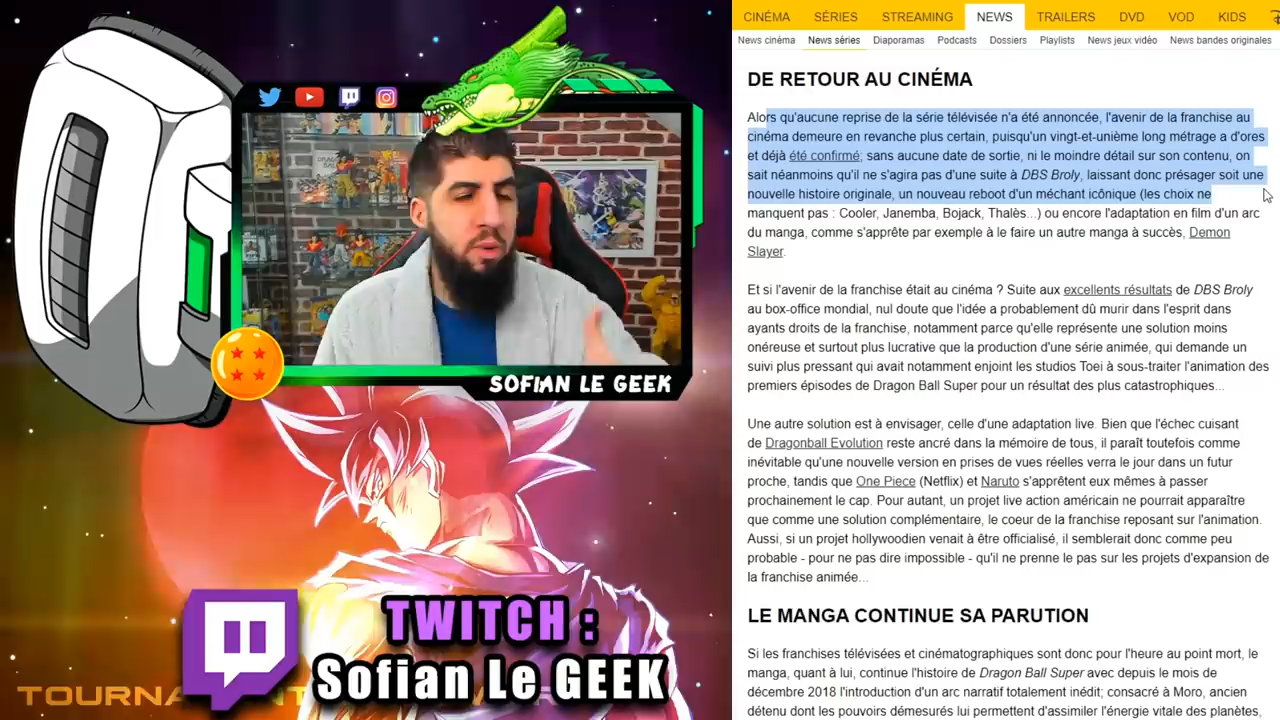 SOFIAN LE GEEK
TWITCH :
Sofian Le GEEK
CINÉMA SÉRIES STREAMING NEWS TRAILERS DVD VOD KIDS
News cinéma News séries Diaporamas Podcasts Dossiers Playlists News jeux vidéo News bandes originales
DE RETOUR AU CINÉMA
Alors qu'aucune reprise de la série télévisée n'a été annoncée, l'avenir de la franchise au
cinéma demeure en revanche plus certain, puisqu'un vingt-et-unième long métrage a d'ores
et déjà été confirmé; sans aucune date de sortie, ni le moindre détail sur son contenu, on
sait néanmoins qu'il ne s'agira pas d'une suite à DBS Broly, laissant donc présager soit une
nouvelle histoire originale, un nouveau reboot d'un méchant icônique (les choix ne
manquent pas : Cooler, Janemba, Bojack, Thalès...) ou encore l'adaptation en film d'un arc
du manga, comme s'apprête par exemple à le faire un autre manga à succès, Demon
Slayer.
Et si l'avenir de la franchise était au cinéma ? Suite aux excellents résultats de DBS Broly
au box-office mondial, nul doute que l'idée a probablement dû murir dans l'esprit des
ayants droits de la franchise, notamment parce qu'elle représente une solution moins
onéreuse et surtout plus lucrative que la production d'une série animée, qui demande un
suivi plus pressant qui avait notamment enjoint les studios Toei à sous-traiter l'animation des
premiers épisodes de Dragon Ball Super pour un résultat des plus catastrophiques...
Une autre solution est à envisager, celle d'une adaptation live. Bien que l'échec cuisant
de Dragonball Evolution reste ancré dans la mémoire de tous, il paraît toutefois comme
inévitable qu'une nouvelle version en prises de vues réelles verra le jour dans un futur
proche, tandis que One Piece (Netflix) et Naruto s'apprêtent eux mêmes à passer
prochainement le cap. Pour autant, un projet live action américain ne pourrait apparaître
que comme une solution complémentaire, le coeur de la franchise reposant sur l'animation.
Aussi, si un projet hollywoodien venait à être officialisé, il semblerait donc comme peu
probable - pour ne pas dire impossible - qu'il ne prenne le pas sur les projets d'expansion de
la franchise animée...
LE MANGA CONTINUE SA PARUTION
Si les franchises télévisées et cinématographiques sont donc pour l'heure au point mort, le
manga, quant à lui, continue l'histoire de Dragon Ball Super avec depuis le mois de
décembre 2018 l'introduction d'un arc narratif totalement inédit; consacré à Moro, ancien
détenu dont les pouvoirs démesurés lui permettent d'assimiler l'énergie vitale des planètes,